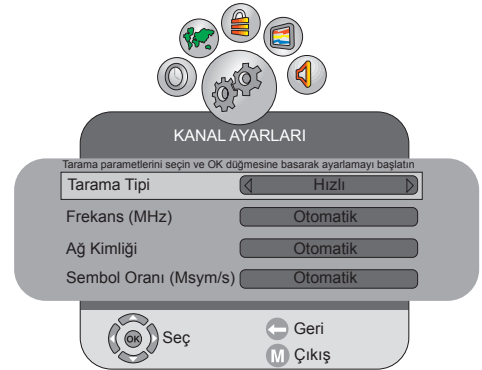 KANAL AYARLARI
Tarama parametrelerini seçin ve OK düğmesine basarak ayarlamayı başlatın
Tarama Tipi Hızlı
Frekans (MHz) Otomatik
Ağ Kimliği Otomatik
Sembol Oranı (Msym/s) Otomatik
OK Seç
Geri
M Çıkış